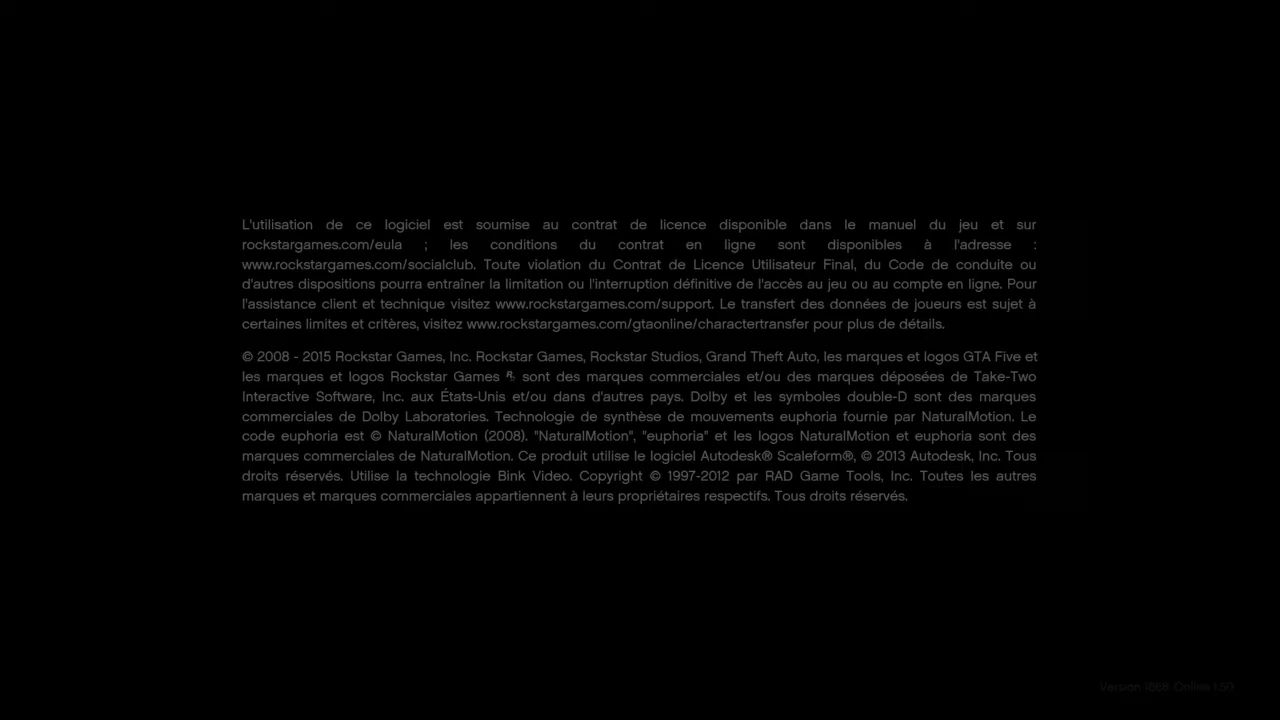 L'utilisation de ce logiciel est soumise au contrat de licence disponible dans le manuel du jeu et sur
rockstargames.com/eula ; les conditions du contrat en ligne sont disponibles à l'adresse :
www.rockstargames.com/socialclub. Toute violation du Contrat de Licence Utilisateur Final, du Code de conduite ou
d'autres dispositions pourra entraîner la limitation ou l'interruption définitive de l'accès au jeu ou au compte en ligne. Pour
l'assistance client et technique visitez www.rockstargames.com/support. Le transfert des données de joueurs est sujet à
certaines limites et critères, visitez www.rockstargames.com/gtaonline/charactertransfer pour plus de détails.
© 2008 - 2015 Rockstar Games, Inc. Rockstar Games, Rockstar Studios, Grand Theft Auto, les marques et logos GTA Five et
les marques et logos Rockstar Games R* sont des marques commerciales et/ou des marques déposées de Take-Two
Interactive Software, Inc. aux États-Unis et/ou dans d'autres pays. Dolby et les symboles double-D sont des marques
commerciales de Dolby Laboratories. Technologie de synthèse de mouvements euphoria fournie par NaturalMotion. Le
code euphoria est © NaturalMotion (2008). "NaturalMotion", "euphoria" et les logos NaturalMotion et euphoria sont des
marques commerciales de NaturalMotion. Ce produit utilise le logiciel Autodesk® Scaleform®, © 2013 Autodesk, Inc. Tous
droits réservés. Utilise la technologie Bink Video. Copyright © 1997-2012 par RAD Game Tools, Inc. Toutes les autres
marques et marques commerciales appartiennent à leurs propriétaires respectifs. Tous droits réservés.
Version 1868 Online 1.50